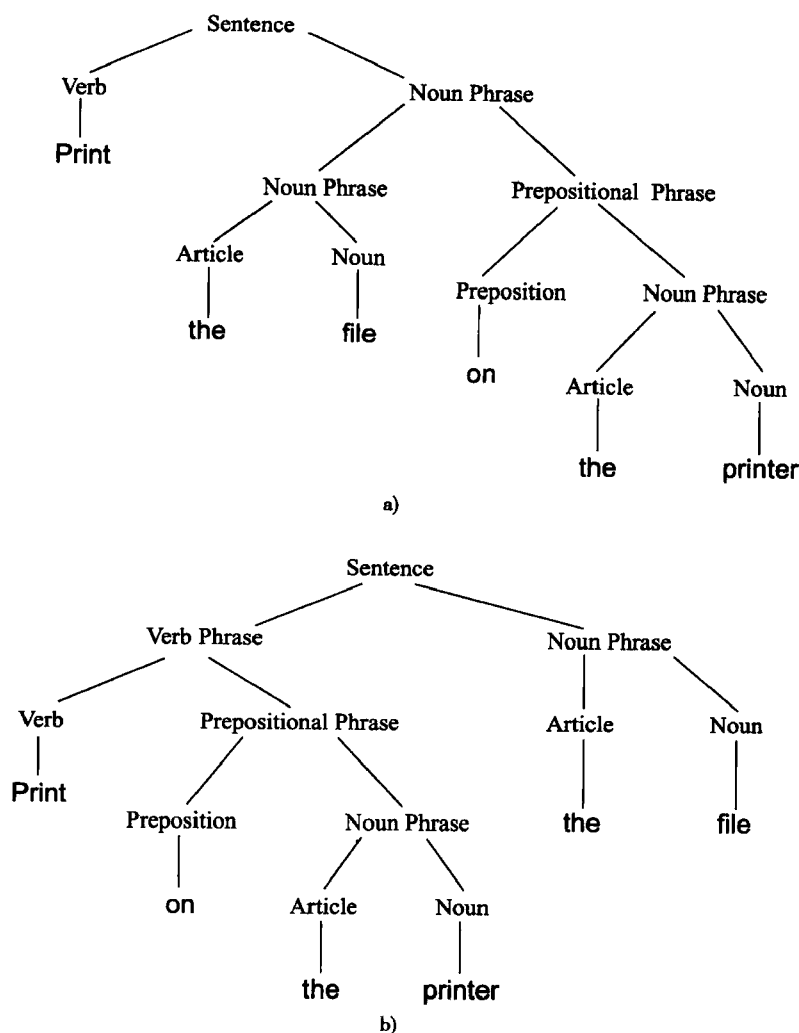 Sentence
Verb
Noun Phrase
Print
Noun Phrase
Prepositional Phrase
Article
Noun
Preposition
Noun Phrase
the
file
on
Article
Noun
the
printer
a)
Sentence
Verb Phrase
Noun Phrase
Verb
Prepositional Phrase
Article
Noun
Print
Preposition
Noun Phrase
the
file
on
Article
Noun
the
printer
b)